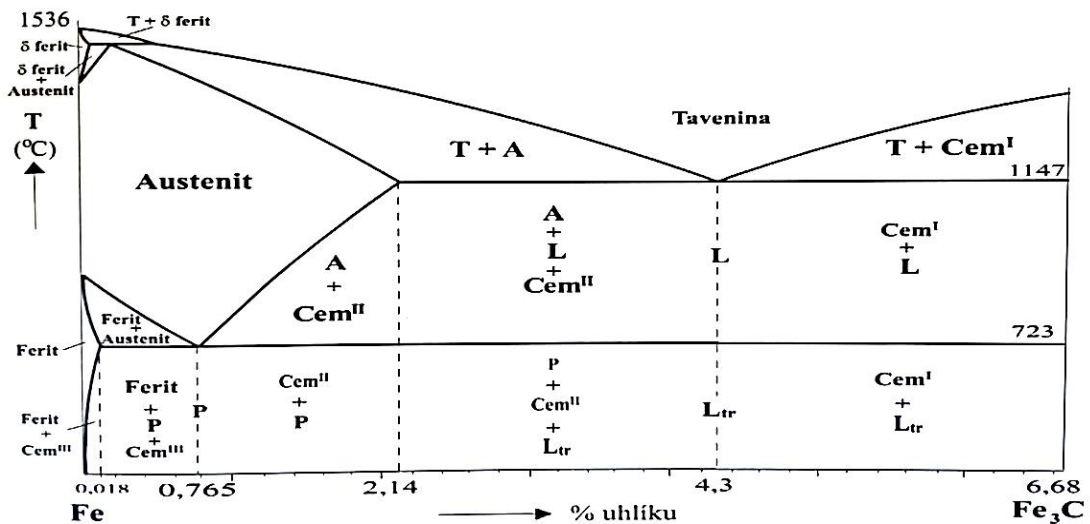 1536
T + δ ferit
δ ferit
δ ferit
+
Austenit
T
(°C)
Tavenina
T + A
T + Cem^I
1147
Austenit
A
+
Cem^II
A
+
L
+
Cem^II
L
Cem^I
+
L
Ferit
+
Austenit
723
Ferit
Ferit
+
Cem^III
Ferit
+
P
+
Cem^III
P
Cem^II
+
P
P
+
Cem^II
+
L_tr
L_tr
Cem^I
+
L_tr
0,018
0,765
2,14
4,3
6,68
Fe
% uhlíku
Fe₃C